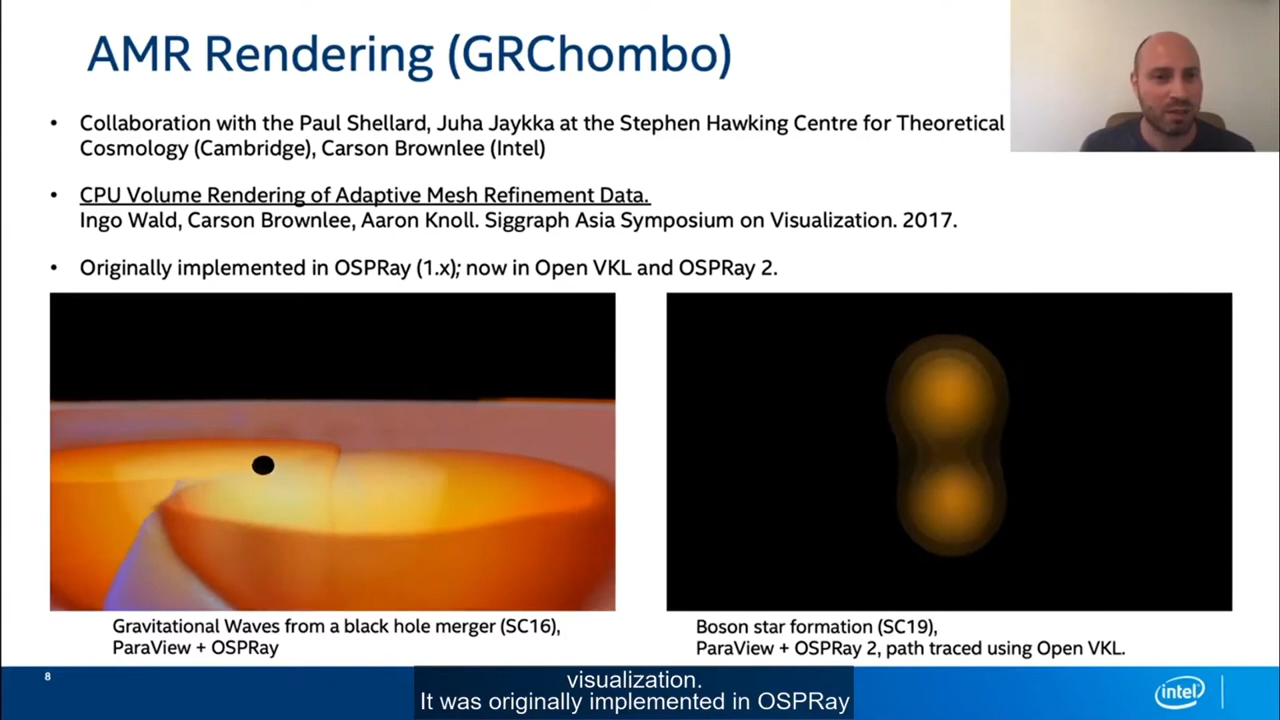 AMR Rendering (GRChombo)
• Collaboration with the Paul Shellard, Juha Jaykka at the Stephen Hawking Centre for Theoretical
Cosmology (Cambridge), Carson Brownlee (Intel)
• CPU Volume Rendering of Adaptive Mesh Refinement Data.
Ingo Wald, Carson Brownlee, Aaron Knoll. Siggraph Asia Symposium on Visualization. 2017.
• Originally implemented in OSPRay (1.x); now in Open VKL and OSPRay 2.
Gravitational Waves from a black hole merger (SC16),
ParaView + OSPRay
Boson star formation (SC19),
ParaView + OSPRay 2, path traced using Open VKL.
8
visualization.
It was originally implemented in OSPRay
intel